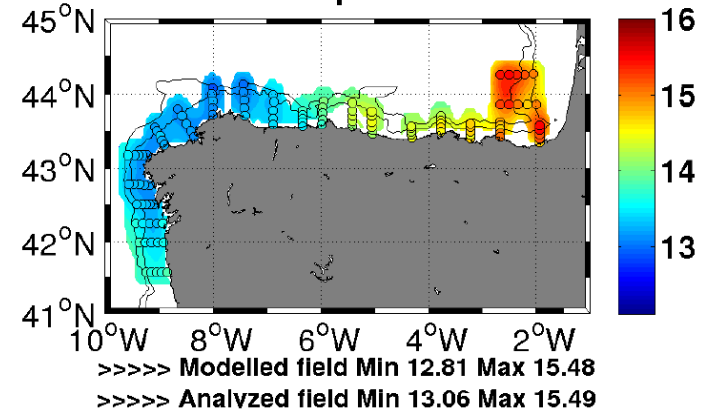 45°N
44°N
43°N
42°N
41°N
10°W 8°W 6°W 4°W 2°W
16
15
14
13
>>>>> Modelled field Min 12.81 Max 15.48
>>>>> Analyzed field Min 13.06 Max 15.49